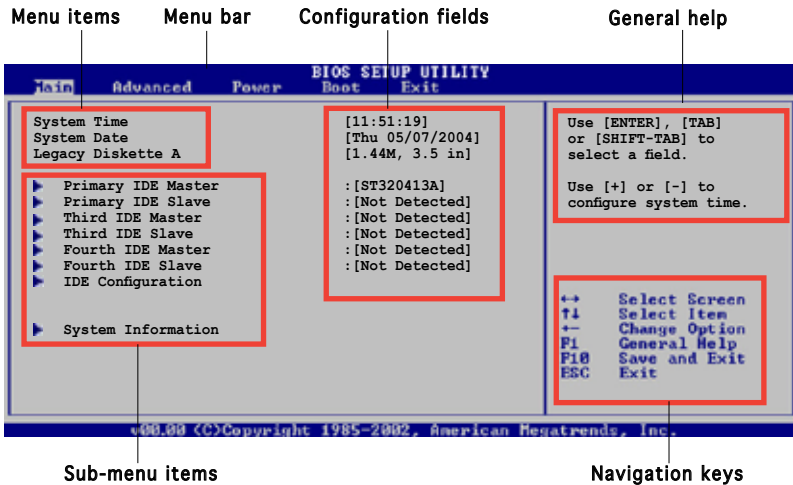 Menu items Menu bar Configuration fields General help
BIOS SETUP UTILITY
Main Advanced Power Boot Exit
System Time [11:51:19]
System Date [Thu 05/07/2004]
Legacy Diskette A [1.44M, 3.5 in]
Primary IDE Master :[ST320413A]
Primary IDE Slave :[Not Detected]
Third IDE Master :[Not Detected]
Third IDE Slave :[Not Detected]
Fourth IDE Master :[Not Detected]
Fourth IDE Slave :[Not Detected]
IDE Configuration
System Information
Use [ENTER], [TAB]
or [SHIFT-TAB] to
select a field.
Use [+] or [-] to
configure system time.
↔ Select Screen
↑↓ Select Item
+- Change Option
F1 General Help
F10 Save and Exit
ESC Exit
v00.00 (C)Copyright 1985-2002, American Megatrends, Inc.
Sub-menu items Navigation keys